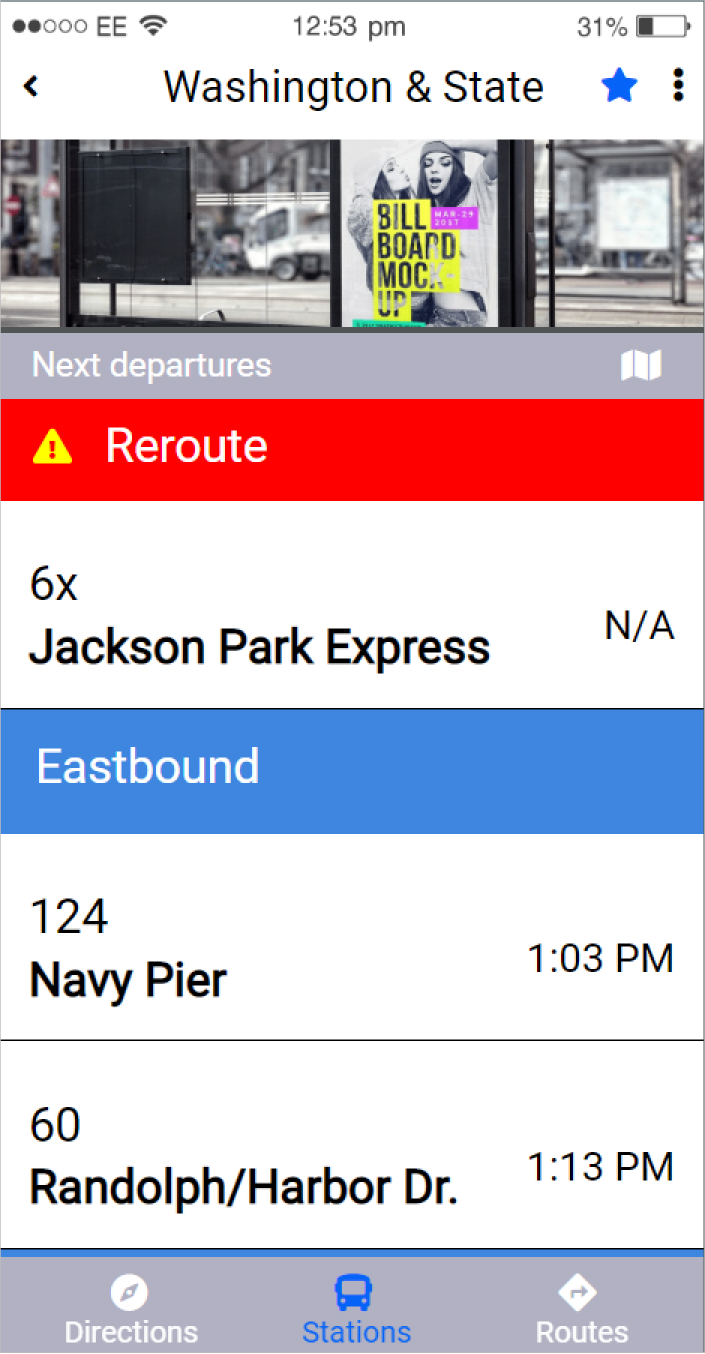 EE 12:53 pm 31%
Washington & State
BILL
BOARD
MOCK-
UP
MAR-29
2017
Next departures
Reroute
6x
Jackson Park Express
N/A
Eastbound
124
Navy Pier
1:03 PM
60
Randolph/Harbor Dr.
1:13 PM
Directions
Stations
Routes